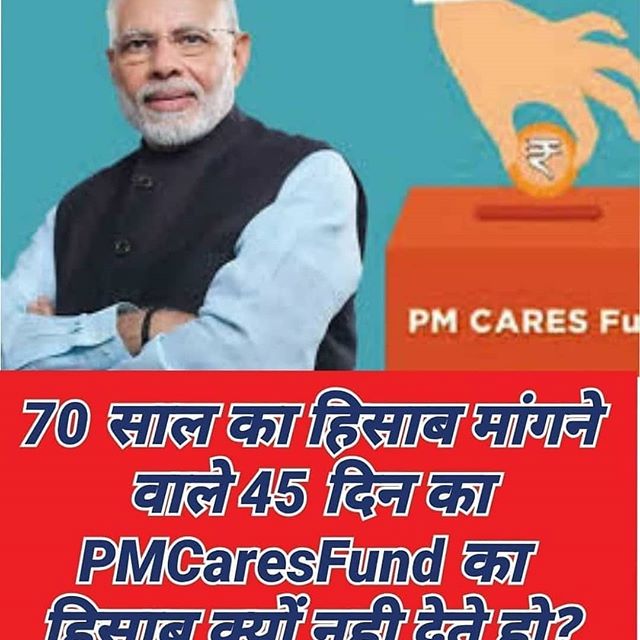 ₹
PM CARES Fu
70 साल का हिसाब मांगने
वाले 45 दिन का
PMCaresFund का
हिसाब क्यों नही देते हो?